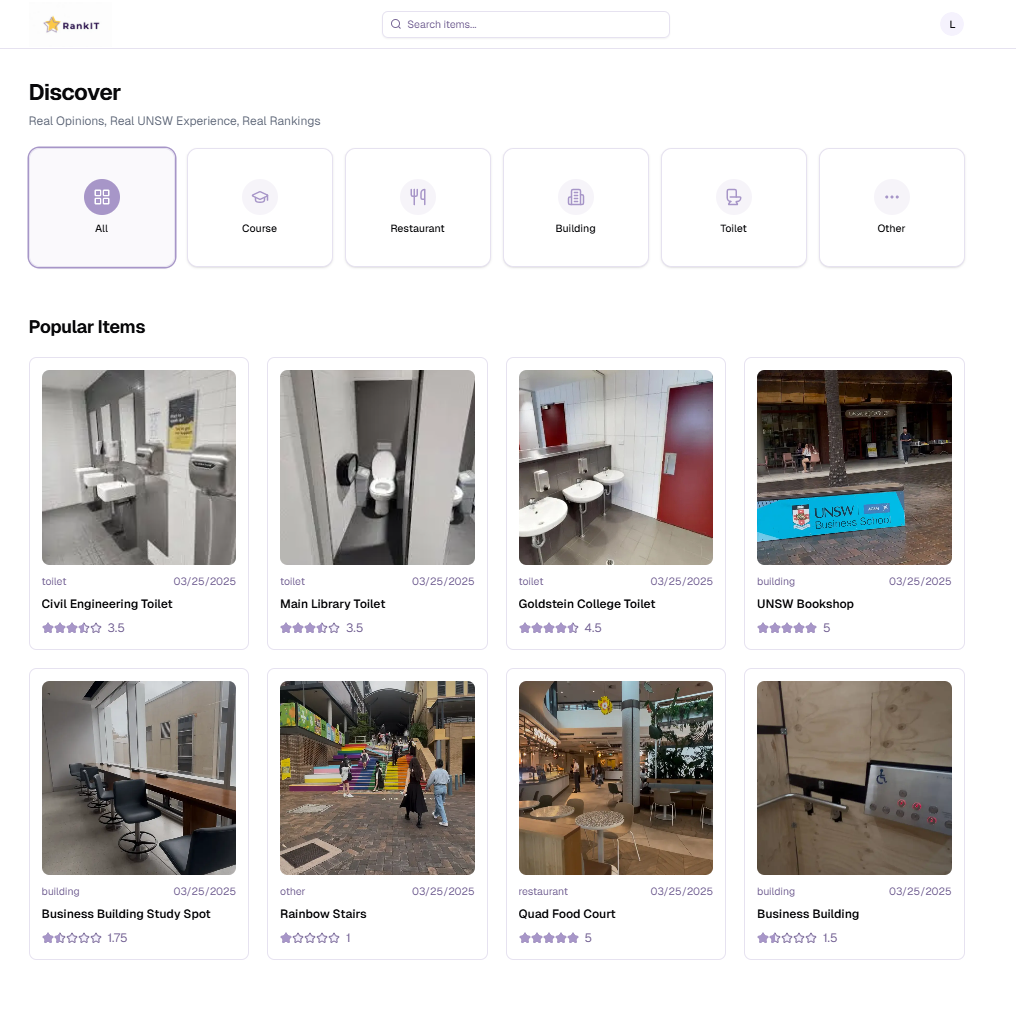 RankIT
Search items...
L
Discover
Real Opinions, Real UNSW Experience, Real Rankings
All
Course
Restaurant
Building
Toilet
Other
Popular Items
toilet 03/25/2025
Civil Engineering Toilet
3.5
toilet 03/25/2025
Main Library Toilet
3.5
toilet 03/25/2025
Goldstein College Toilet
4.5
UNSW
Business School
building 03/25/2025
UNSW Bookshop
5
building 03/25/2025
Business Building Study Spot
1.75
other 03/25/2025
Rainbow Stairs
1
restaurant 03/25/2025
Quad Food Court
5
building 03/25/2025
Business Building
1.5